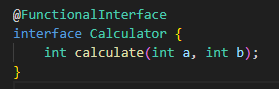 @FunctionalInterface
interface Calculator {
    int calculate(int a, int b);
}